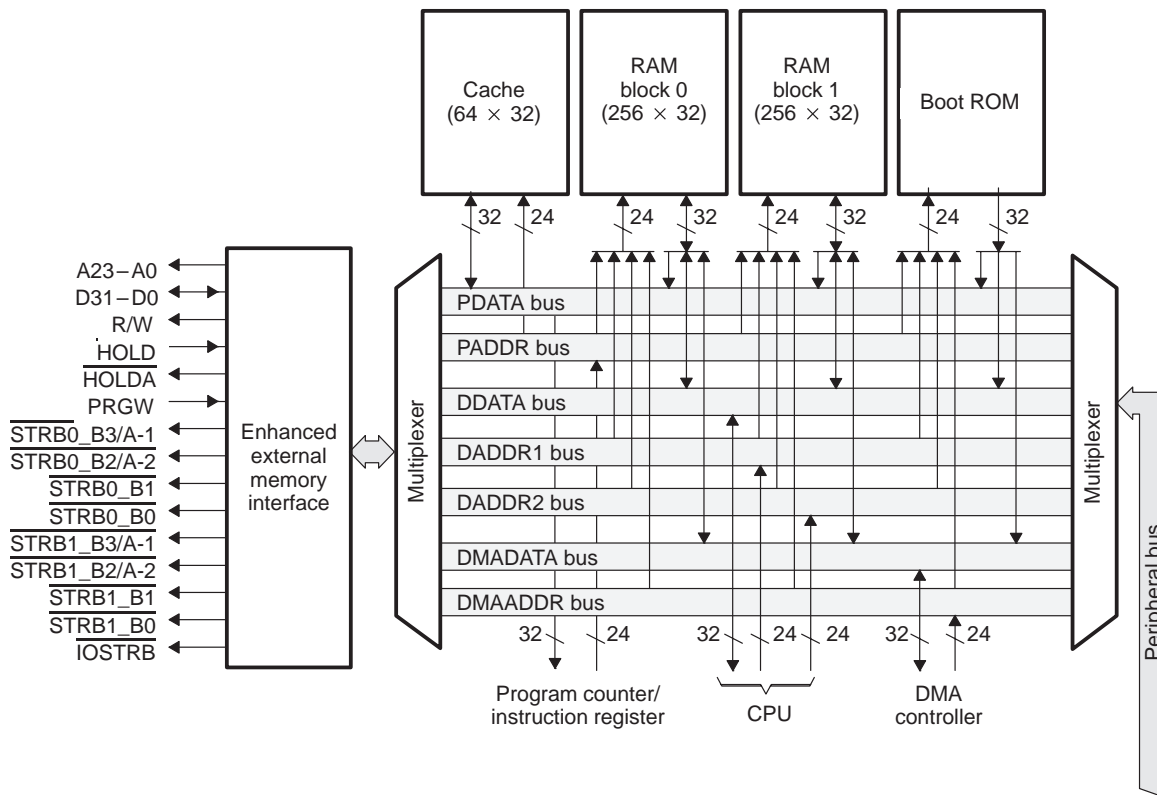 Cache
(64 × 32)
RAM
block 0
(256 × 32)
RAM
block 1
(256 × 32)
Boot ROM
32
24
24
32
24
32
24
32
A23–A0
D31–D0
R/W
HOLD
HOLDA
PRGW
STRB0_B3/A-1
STRB0_B2/A-2
STRB0_B1
STRB0_B0
STRB1_B3/A-1
STRB1_B2/A-2
STRB1_B1
STRB1_B0
IOSTRB
Enhanced
external
memory
interface
Multiplexer
PDATA bus
PADDR bus
DDATA bus
DADDR1 bus
DADDR2 bus
DMADATA bus
DMAADDR bus
Multiplexer
Peripheral bus
32
24
32
24
24
32
24
Program counter/
instruction register
CPU
DMA
controller